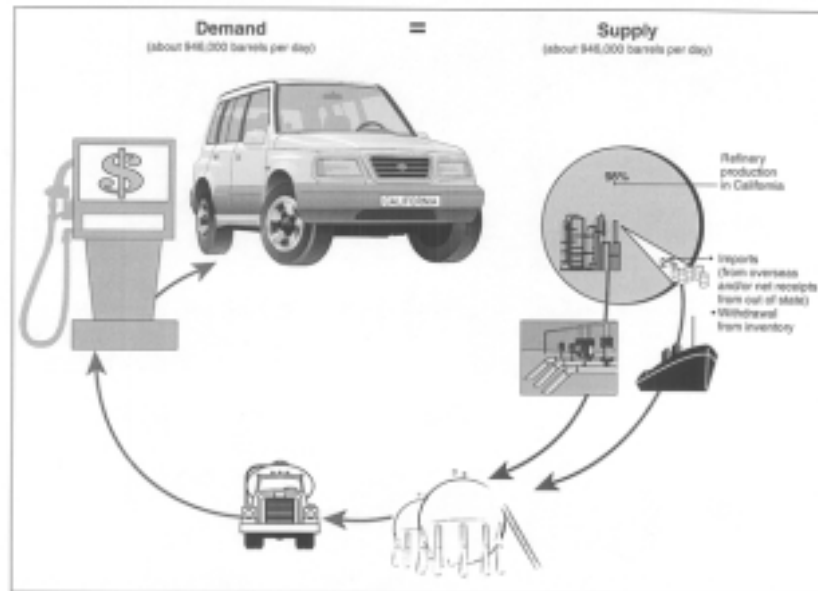 Demand
=
Supply
(about 946,000 barrels per day)
(about 946,000 barrels per day)
$
CALIFORNIA
Refinery
production
in California
• Imports
(from overseas
and/or net receipts
from out of state)
• Withdrawal
from inventory